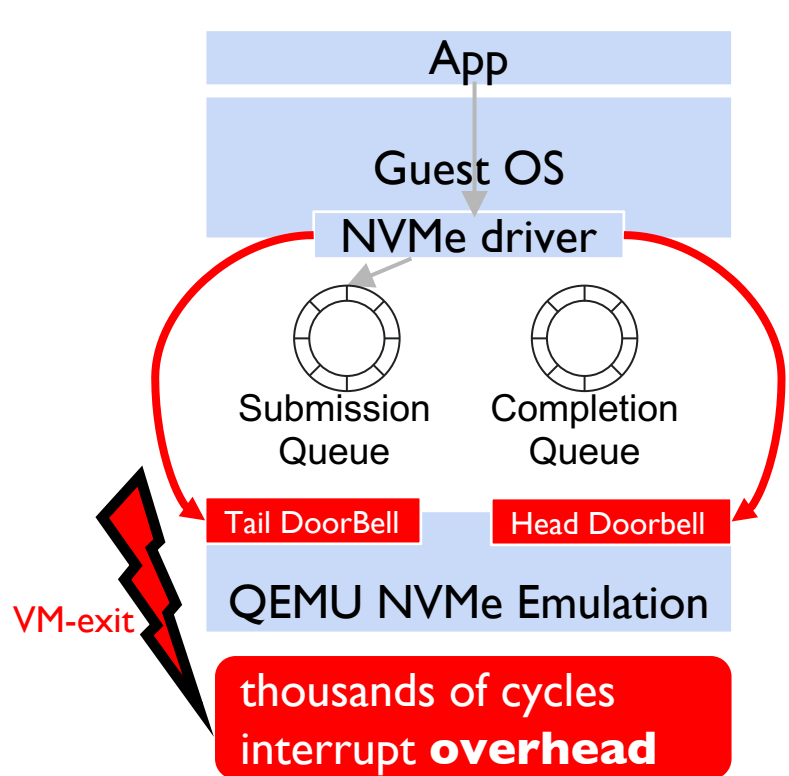 App
Guest OS
NVMe driver
Submission
Queue
Completion
Queue
Tail DoorBell
Head Doorbell
QEMU NVMe Emulation
VM-exit
thousands of cycles
interrupt overhead